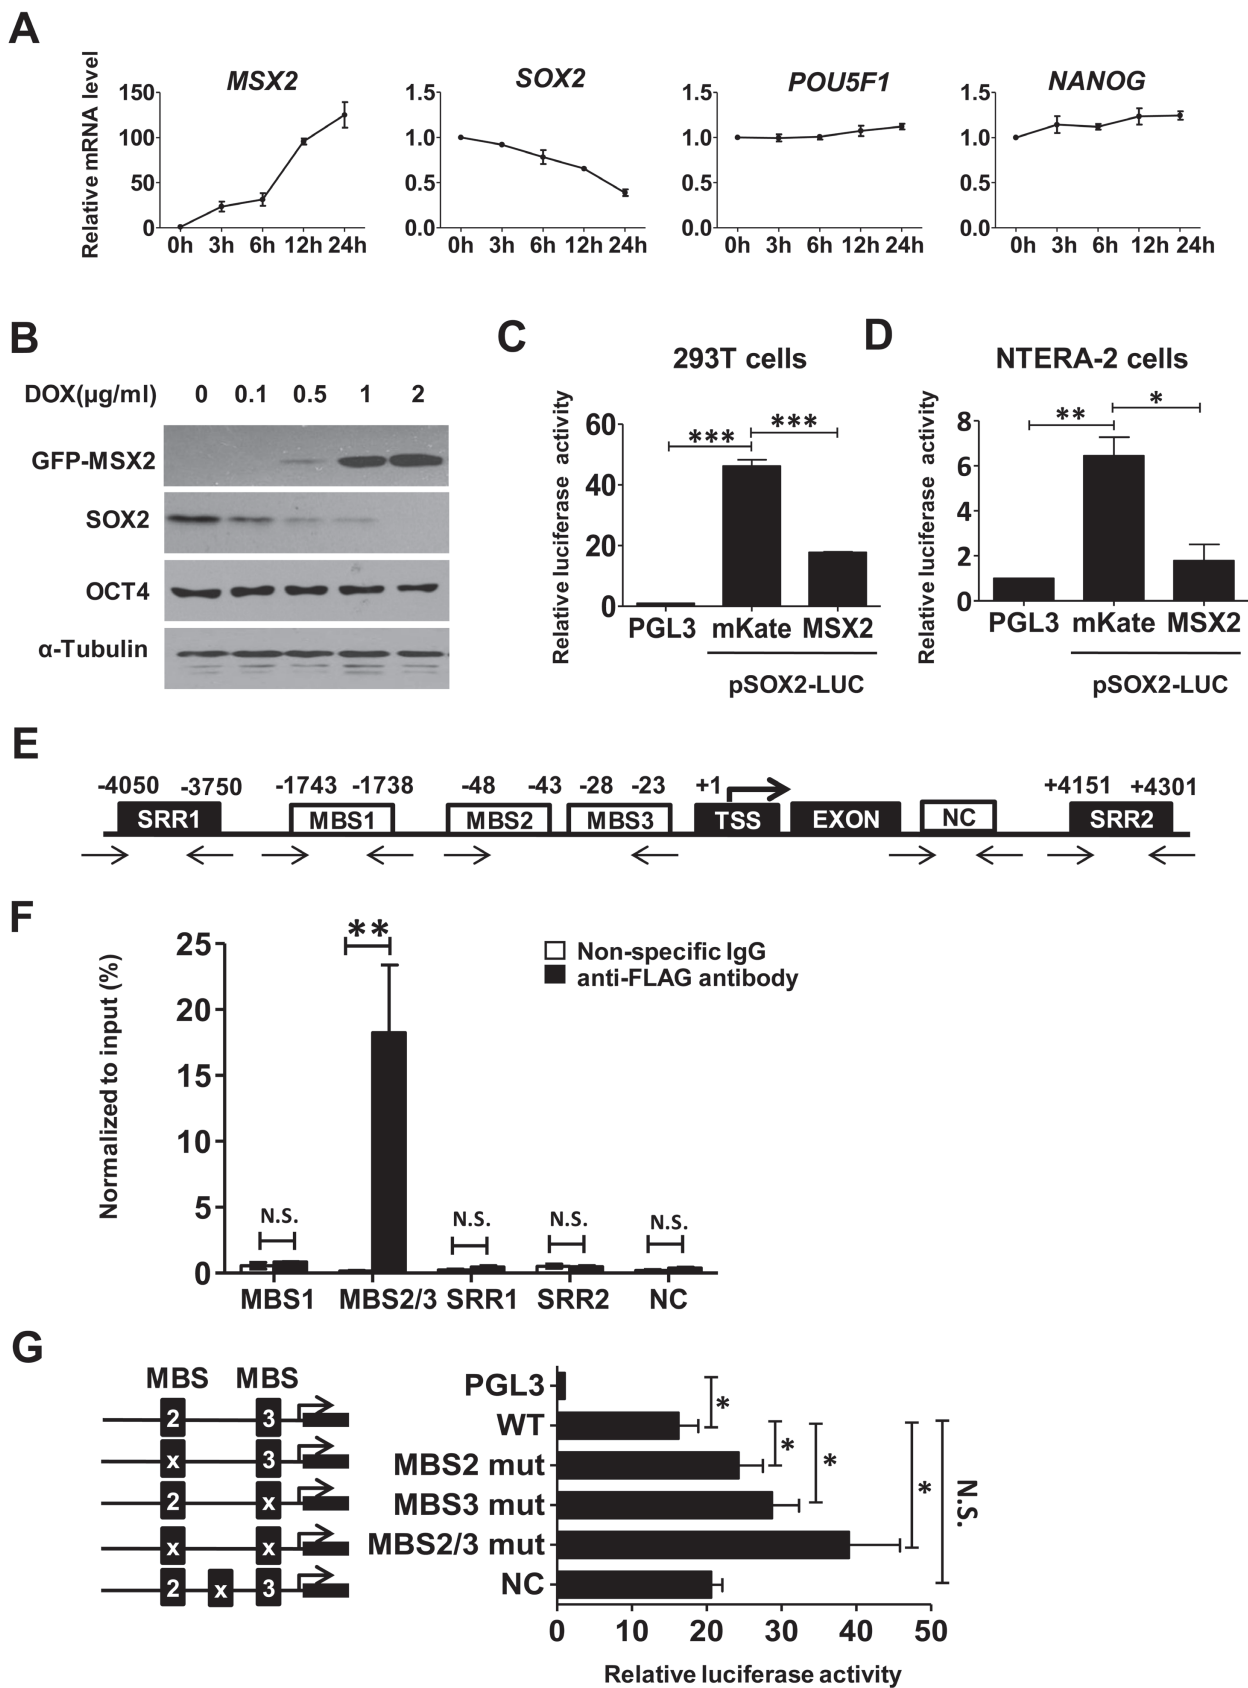 A
MSX2 SOX2 POU5F1 NANOG
Relative mRNA level
150 100 50 0
0h 3h 6h 12h 24h
1.5 1.0 0.5 0.0
0h 3h 6h 12h 24h
1.5 1.0 0.5 0.0
0h 3h 6h 12h 24h
1.5 1.0 0.5 0.0
0h 3h 6h 12h 24h
B
DOX(μg/ml) 0 0.1 0.5 1 2
GFP-MSX2
SOX2
OCT4
α-Tubulin
C
293T cells
Relative luciferase activity
60 40 20 0
*** ***
PGL3 mKate MSX2
pSOX2-LUC
D
NTERA-2 cells
Relative luciferase activity
8 6 4 2 0
** *
PGL3 mKate MSX2
pSOX2-LUC
E
-4050 -3750 -1743 -1738 -48 -43 -28 -23 +1 +4151 +4301
SRR1 MBS1 MBS2 MBS3 TSS EXON NC SRR2
F
Normalized to input (%)
25 20 15 10 5 0
Non-specific IgG
anti-FLAG antibody
**
N.S. N.S. N.S. N.S.
MBS1 MBS2/3 SRR1 SRR2 NC
G
MBS MBS
2 3
x 3
2 x
x x
2 x 3
PGL3
WT
MBS2 mut
MBS3 mut
MBS2/3 mut
NC
* * * * N.S.
0 10 20 30 40 50
Relative luciferase activity